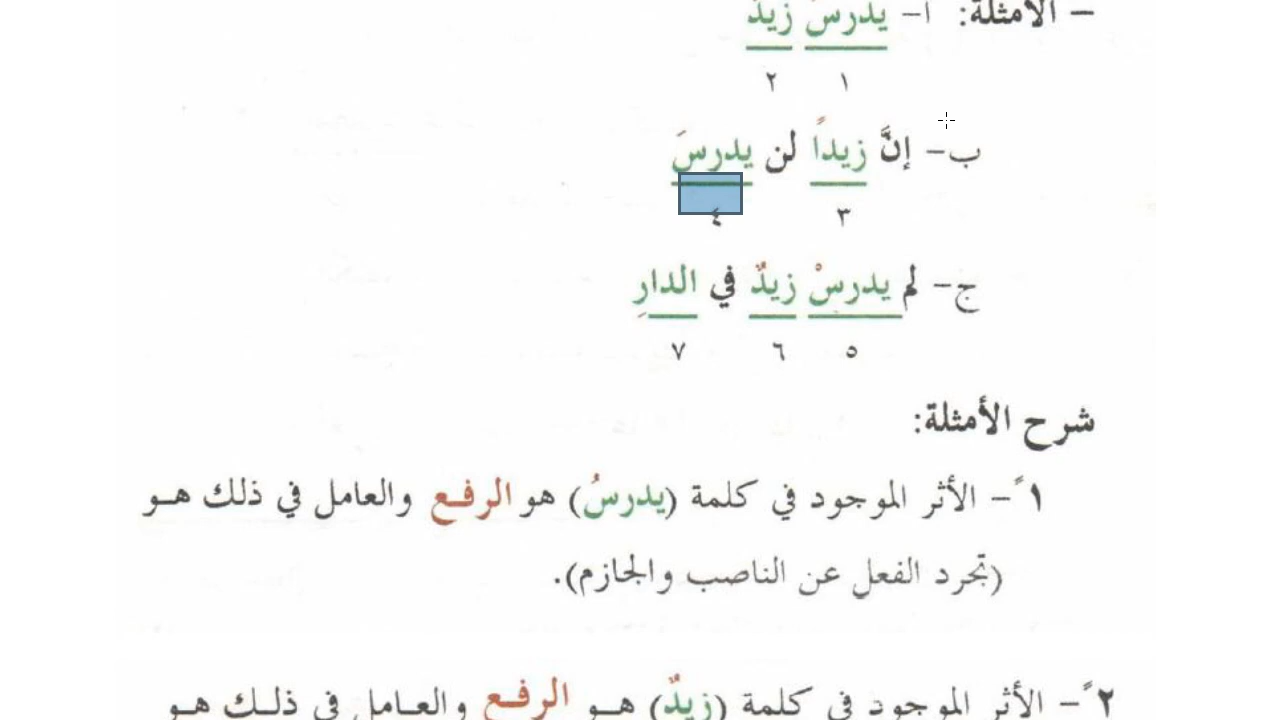 – الأمثلة: أ– يدرسُ زيدٌ
١ ٢
ب– إنَّ زيداً لن يدرسَ
٣ ٤
ج– لم يدرسْ زيدٌ في الدارِ
٥ ٦ ٧
شرح الأمثلة:
١ً– الأثر الموجود في كلمة (يدرسُ) هو الرفع والعامل في ذلك هو
(تجرد الفعل عن الناصب والجازم).
٢ً– الأثر الموجود في كلمة (زيدٌ) هو الرفع والعامل في ذلك هو